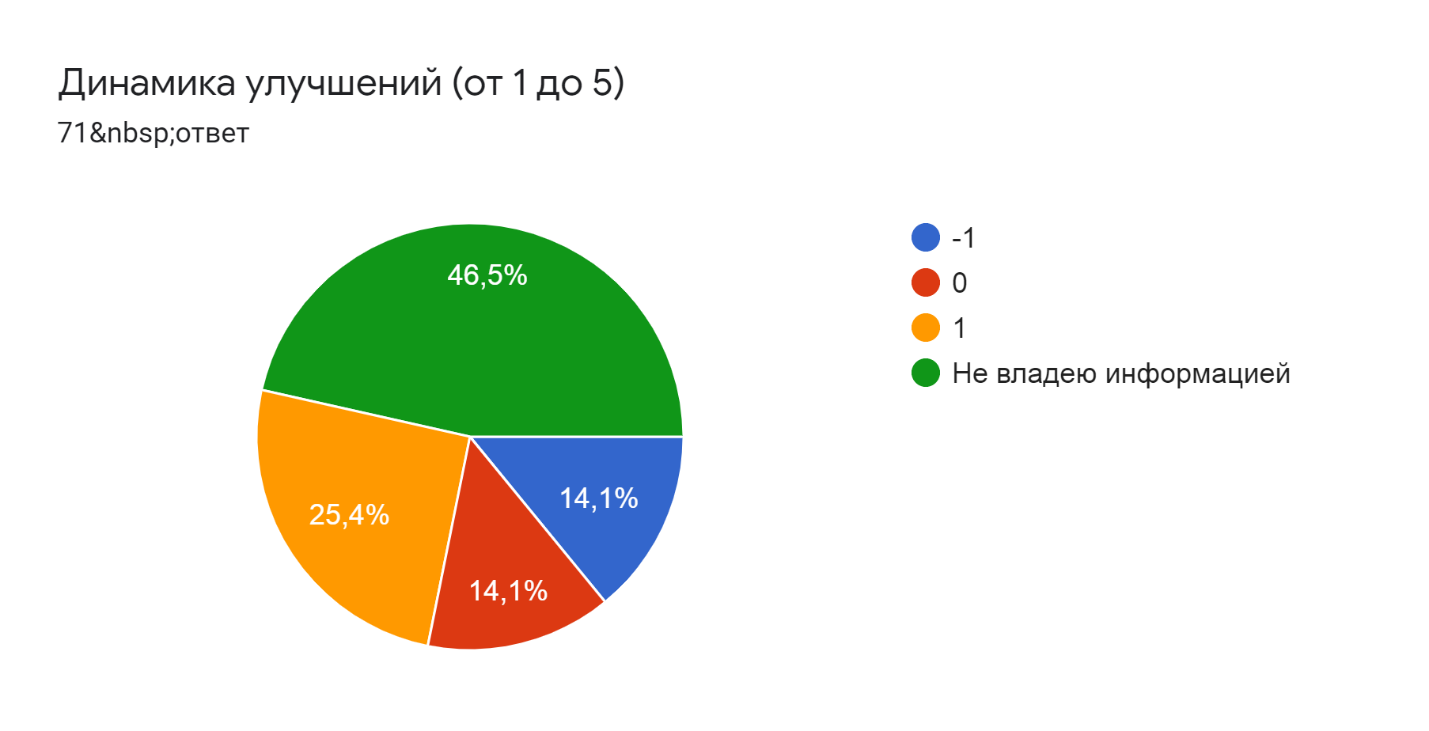 Динамика улучшений (от 1 до 5)
71&nbsp;ответ
-1
0
1
Не владею информацией
46,5%
14,1%
25,4%
14,1%